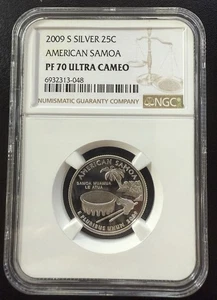 2009 S SILVER 25C
AMERICAN SAMOA
PF 70 ULTRA CAMEO
6932313-048
NUMISMATIC GUARANTY COMPANY
NGC
AMERICAN SAMOA
SAMOA MUAMUA
LE ATUA
E PLURIBUS UNUM 2009